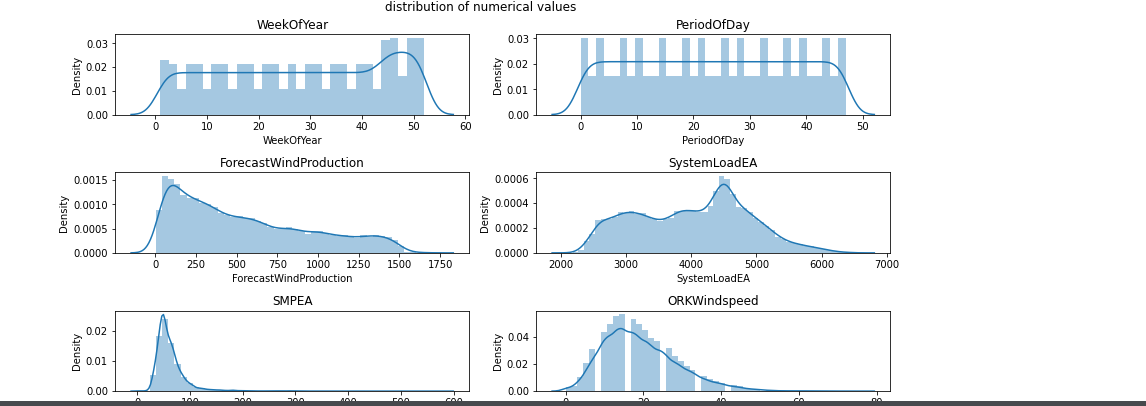 distribution of numerical values
WeekOfYear
PeriodOfDay
0.03
0.02
0.01
0.00
Density
0 10 20 30 40 50 60
WeekOfYear
0.03
0.02
0.01
0.00
Density
0 10 20 30 40 50
PeriodOfDay
ForecastWindProduction
SystemLoadEA
0.0015
0.0010
0.0005
0.0000
Density
0 250 500 750 1000 1250 1500 1750
ForecastWindProduction
0.0006
0.0004
0.0002
0.0000
Density
2000 3000 4000 5000 6000 7000
SystemLoadEA
SMPEA
ORKWindspeed
0.02
0.01
0.00
Density
0 100 200 300 400 500 600
0.04
0.02
0.00
Density
0 20 40 60 80